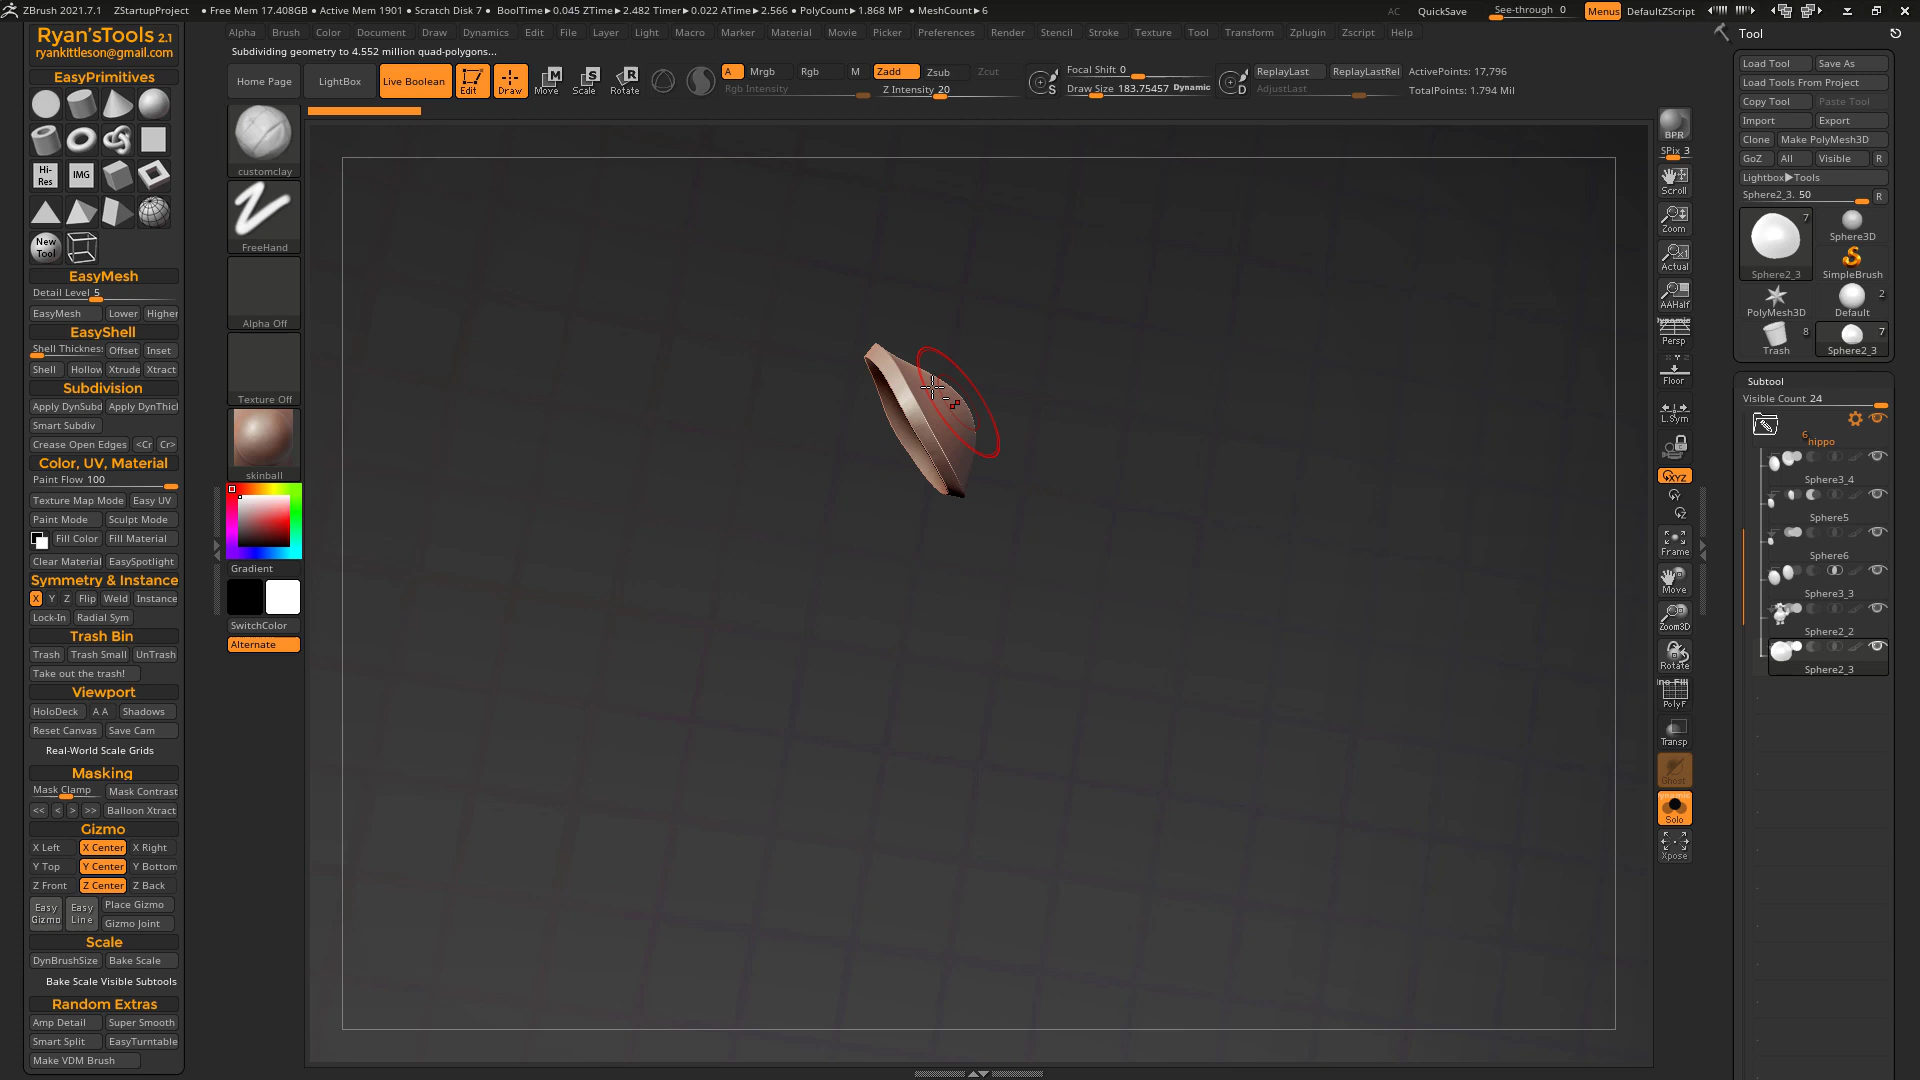 ZBrush 2021.7.1 ZStartupProject • Free Mem 17.408GB • Active Mem 1901 • Scratch Disk 7 • BoolTime▶0.045 ZTime▶2.482 Timer▶0.022 ATime▶2.566 • PolyCount▶1.868 MP • MeshCount▶6 AC QuickSave See-through 0 Menus DefaultZScript
Ryan'sTools 2.1
ryankittleson@gmail.com
Alpha Brush Color Document Draw Dynamics Edit File Layer Light Macro Marker Material Movie Picker Preferences Render Stencil Stroke Texture Tool Transform Zplugin Zscript Help
Subdividing geometry to 4.552 million quad-polygons...
Home Page LightBox Live Boolean Edit Draw Move Scale Rotate
A Mrgb Rgb M Zadd Zsub Zcut
Rgb Intensity Z Intensity 20
S Focal Shift 0
Draw Size 183.75457 Dynamic
D ReplayLast ReplayLastRel
AdjustLast
ActivePoints: 17,796
TotalPoints: 1.794 Mil
EasyPrimitives
Hi-Res IMG
New Tool
EasyMesh
Detail Level 5
EasyMesh Lower Higher
EasyShell
Shell Thickness Offset Inset
Shell Hollow Xtrude Xtract
Subdivision
Apply DynSubd Apply DynThick
Smart Subdiv
Crease Open Edges <Cr Cr>
Color, UV, Material
Paint Flow 100
Texture Map Mode Easy UV
Paint Mode Sculpt Mode
Fill Color Fill Material
Clear Material EasySpotlight
Symmetry & Instance
X Y Z Flip Weld Instance
Lock-In Radial Sym
Trash Bin
Trash Trash Small UnTrash
Take out the trash!
Viewport
HoloDeck A A Shadows
Reset Canvas Save Cam
Real-World Scale Grids
Masking
Mask Clamp Mask Contrast
<< < > >> Balloon Xtract
Gizmo
X Left X Center X Right
Y Top Y Center Y Bottom
Z Front Z Center Z Back
Easy Gizmo Easy Line Place Gizmo
Gizmo Joint
Scale
DynBrushSize Bake Scale
Bake Scale Visible Subtools
Random Extras
Amp Detail Super Smooth
Smart Split EasyTurntable
Make VDM Brush
customclay
FreeHand
Alpha Off
Texture Off
skinball
Gradient
SwitchColor
Alternate
BPR
SPix 3
Scroll
Zoom
Actual
AAHalf
Dynamic
Persp
Floor
L.Sym
XYZ
Y
Z
Frame
Move
Zoom3D
Rotate
PolyF
Transp
Ghost
Solo
Xpose
Tool
Load Tool Save As
Load Tools From Project
Copy Tool Paste Tool
Import Export
Clone Make PolyMesh3D
GoZ All Visible R
Lightbox▶Tools
Sphere2_3. 50 R
7
Sphere3D
Sphere2_3 SimpleBrush
2
PolyMesh3D Default
8 7
Trash Sphere2_3
Subtool
Visible Count 24
6
hippo
Sphere3_4
Sphere5
Sphere6
Sphere3_3
Sphere2_2
Sphere2_3